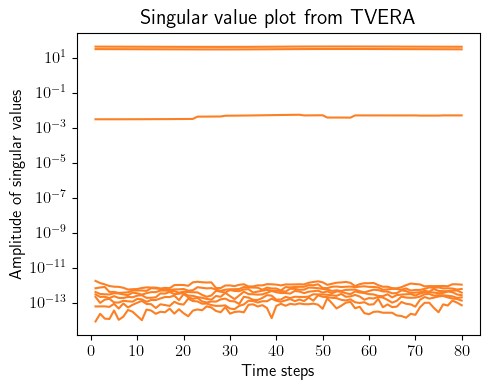 Singular value plot from TVERA
Amplitude of singular values
10^1
10^-1
10^-3
10^-5
10^-7
10^-9
10^-11
10^-13
0 10 20 30 40 50 60 70 80
Time steps